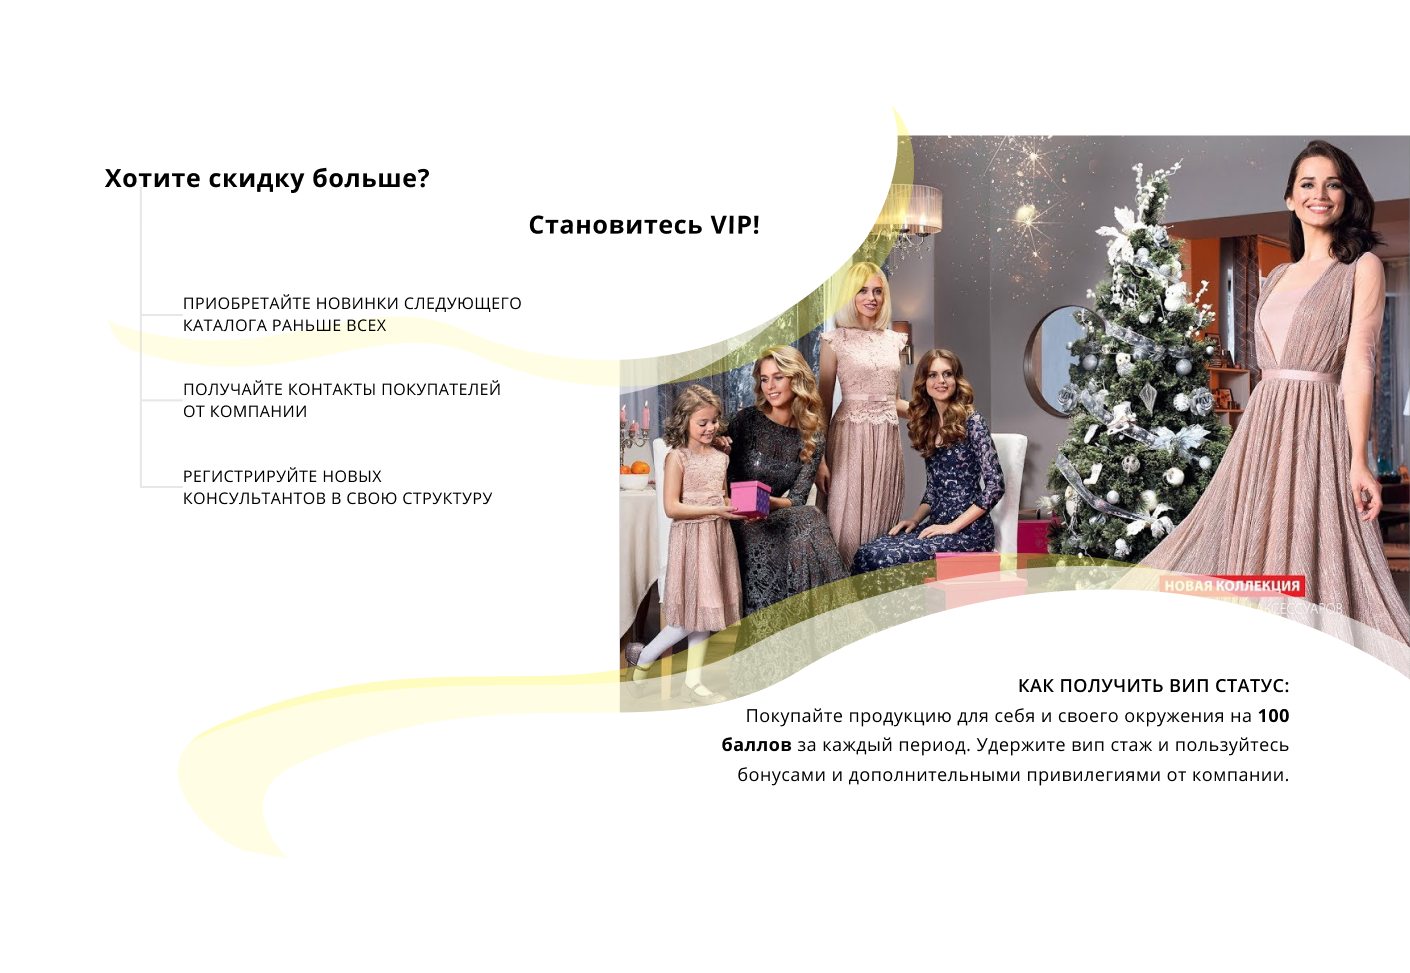 Хотите скидку больше?
Становитесь VIP!
ПРИОБРЕТАЙТЕ НОВИНКИ СЛЕДУЮЩЕГО
КАТАЛОГА РАНЬШЕ ВСЕХ
ПОЛУЧАЙТЕ КОНТАКТЫ ПОКУПАТЕЛЕЙ
ОТ КОМПАНИИ
РЕГИСТРИРУЙТЕ НОВЫХ
КОНСУЛЬТАНТОВ В СВОЮ СТРУКТУРУ
НОВАЯ КОЛЛЕКЦИЯ
КАК ПОЛУЧИТЬ ВИП СТАТУС:
Покупайте продукцию для себя и своего окружения на 100
баллов за каждый период. Удержите вип стаж и пользуйтесь
бонусами и дополнительными привилегиями от компании.